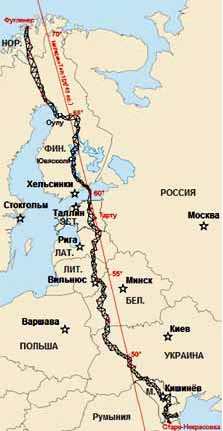 Фугленес
70°
НОР.
65°
Оулу
ФИН.
Ювяскюля
Хельсинки
60°
РОССИЯ
Стокгольм
Таллин
ЭСТ.
Тарту
Москва
Рига
ЛАТ.
ЛИТ.
55°
Вильнюс
Минск
БЕЛ.
Варшава
Киев
ПОЛЬША
50°
УКРАИНА
М.
Кишинёв
Румыния
Старо-Некрасовка